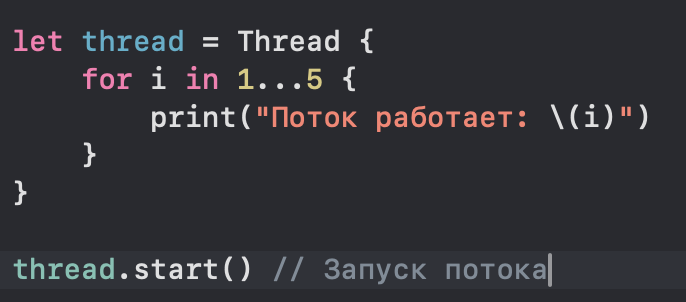 let thread = Thread {
    for i in 1...5 {
        print("Поток работает: \(i)")
    }
}
thread.start() // Запуск потока